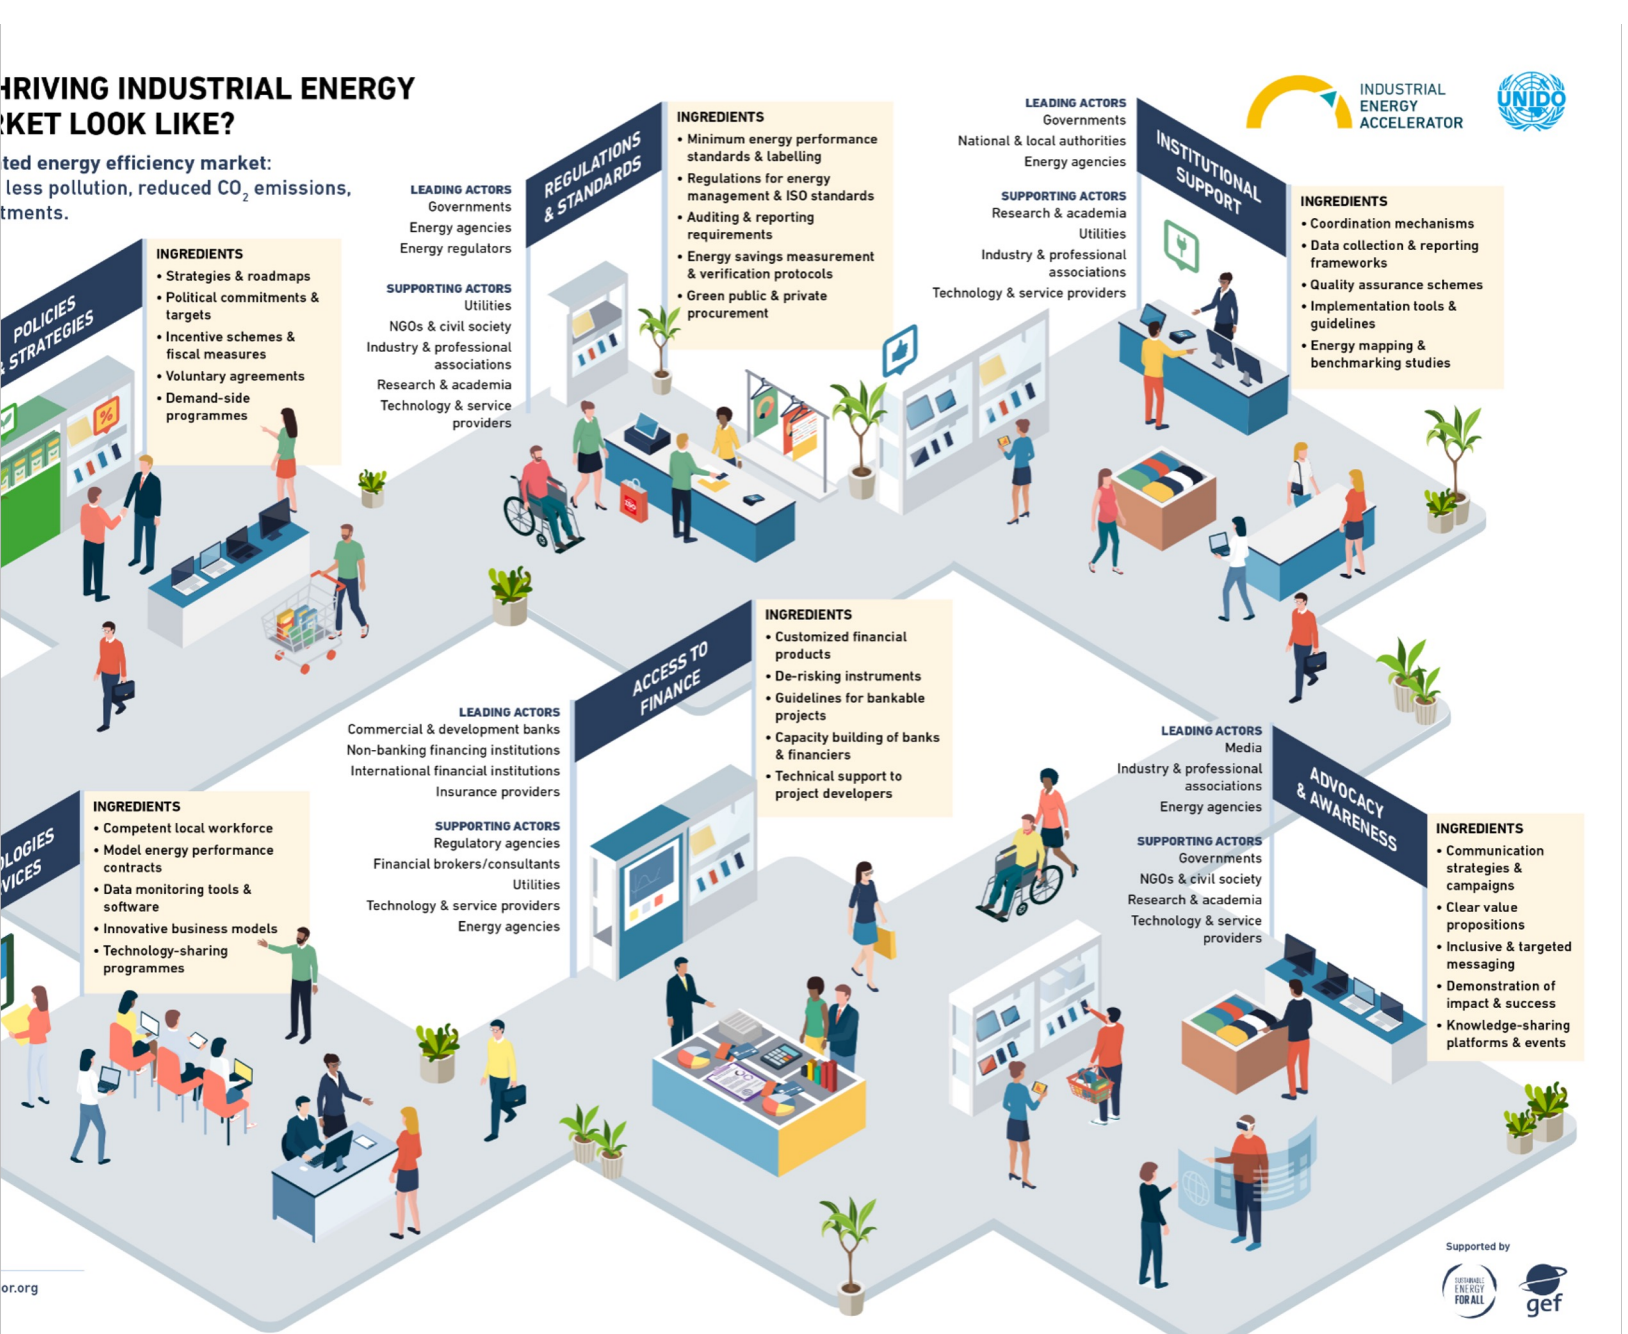 HRIVING INDUSTRIAL ENERGY
RKET LOOK LIKE?
ted energy efficiency market:
less pollution, reduced CO2 emissions,
tments.
POLICIES
& STRATEGIES
INGREDIENTS
• Strategies & roadmaps
• Political commitments &
targets
• Incentive schemes &
fiscal measures
• Voluntary agreements
• Demand-side
programmes
LEADING ACTORS
Governments
Energy agencies
Energy regulators
SUPPORTING ACTORS
Utilities
NGOs & civil society
Industry & professional
associations
Research & academia
Technology & service
providers
REGULATIONS
& STANDARDS
INGREDIENTS
• Minimum energy performance
standards & labelling
• Regulations for energy
management & ISO standards
• Auditing & reporting
requirements
• Energy savings measurement
& verification protocols
• Green public & private
procurement
LEADING ACTORS
Governments
National & local authorities
Energy agencies
SUPPORTING ACTORS
Research & academia
Utilities
Industry & professional
associations
Technology & service providers
INSTITUTIONAL
SUPPORT
INGREDIENTS
• Coordination mechanisms
• Data collection & reporting
frameworks
• Quality assurance schemes
• Implementation tools &
guidelines
• Energy mapping &
benchmarking studies
INDUSTRIAL
ENERGY
ACCELERATOR
UNIDO
%
OLOGIES
VICES
INGREDIENTS
• Competent local workforce
• Model energy performance
contracts
• Data monitoring tools &
software
• Innovative business models
• Technology-sharing
programmes
LEADING ACTORS
Commercial & development banks
Non-banking financing institutions
International financial institutions
Insurance providers
SUPPORTING ACTORS
Regulatory agencies
Financial brokers/consultants
Utilities
Technology & service providers
Energy agencies
ACCESS TO
FINANCE
INGREDIENTS
• Customized financial
products
• De-risking instruments
• Guidelines for bankable
projects
• Capacity building of banks
& financiers
• Technical support to
project developers
LEADING ACTORS
Media
Industry & professional
associations
Energy agencies
SUPPORTING ACTORS
Governments
NGOs & civil society
Research & academia
Technology & service
providers
ADVOCACY
& AWARENESS
INGREDIENTS
• Communication
strategies &
campaigns
• Clear value
propositions
• Inclusive & targeted
messaging
• Demonstration of
impact & success
• Knowledge-sharing
platforms & events
or.org
Supported by
SUSTAINABLE
ENERGY
FOR ALL
gef